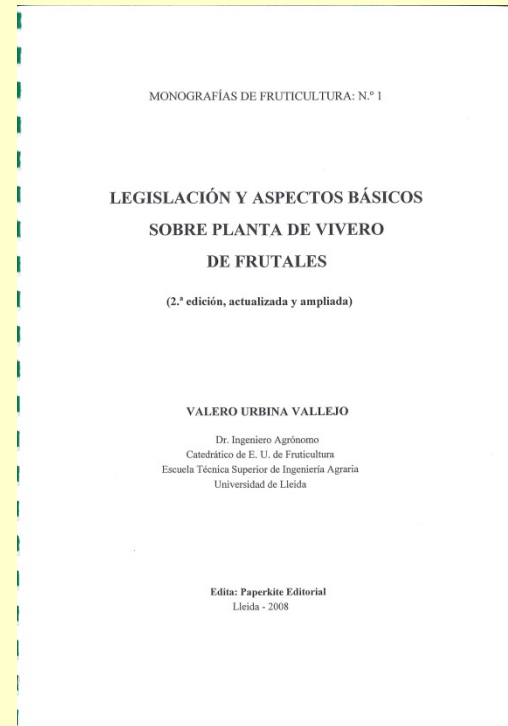 MONOGRAFÍAS DE FRUTICULTURA: N.º 1
LEGISLACIÓN Y ASPECTOS BÁSICOS
SOBRE PLANTA DE VIVERO
DE FRUTALES
(2.ª edición, actualizada y ampliada)
VALERO URBINA VALLEJO
Dr. Ingeniero Agrónomo
Catedrático de E. U. de Fruticultura
Escuela Técnica Superior de Ingeniería Agraria
Universidad de Lleida
Edita: Paperkite Editorial
Lleida - 2008